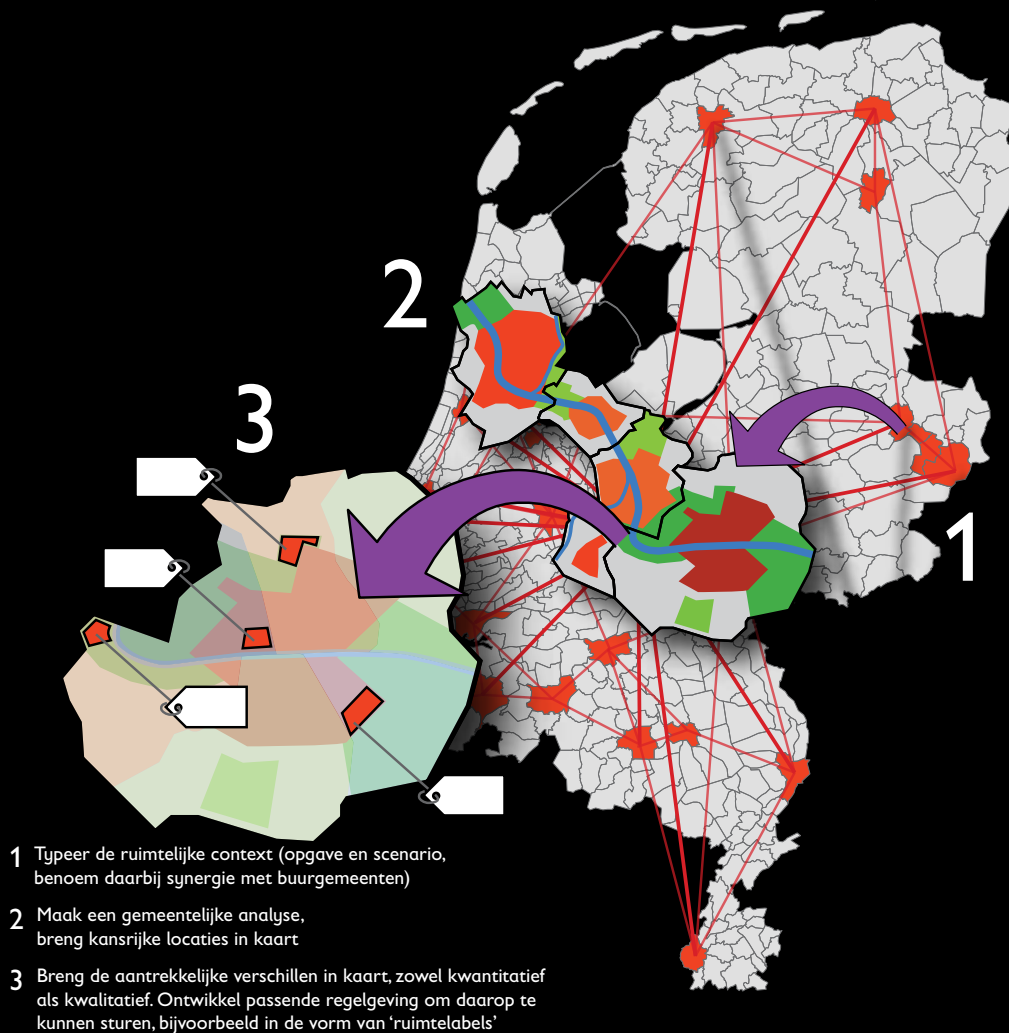 2
3
1
1 Typeer de ruimtelijke context (opgave en scenario,
benoem daarbij synergie met buurgemeenten)
2 Maak een gemeentelijke analyse,
breng kansrijke locaties in kaart
3 Breng de aantrekkelijke verschillen in kaart, zowel kwantitatief
als kwalitatief. Ontwikkel passende regelgeving om daarop te
kunnen sturen, bijvoorbeeld in de vorm van ‘ruimtelabels’